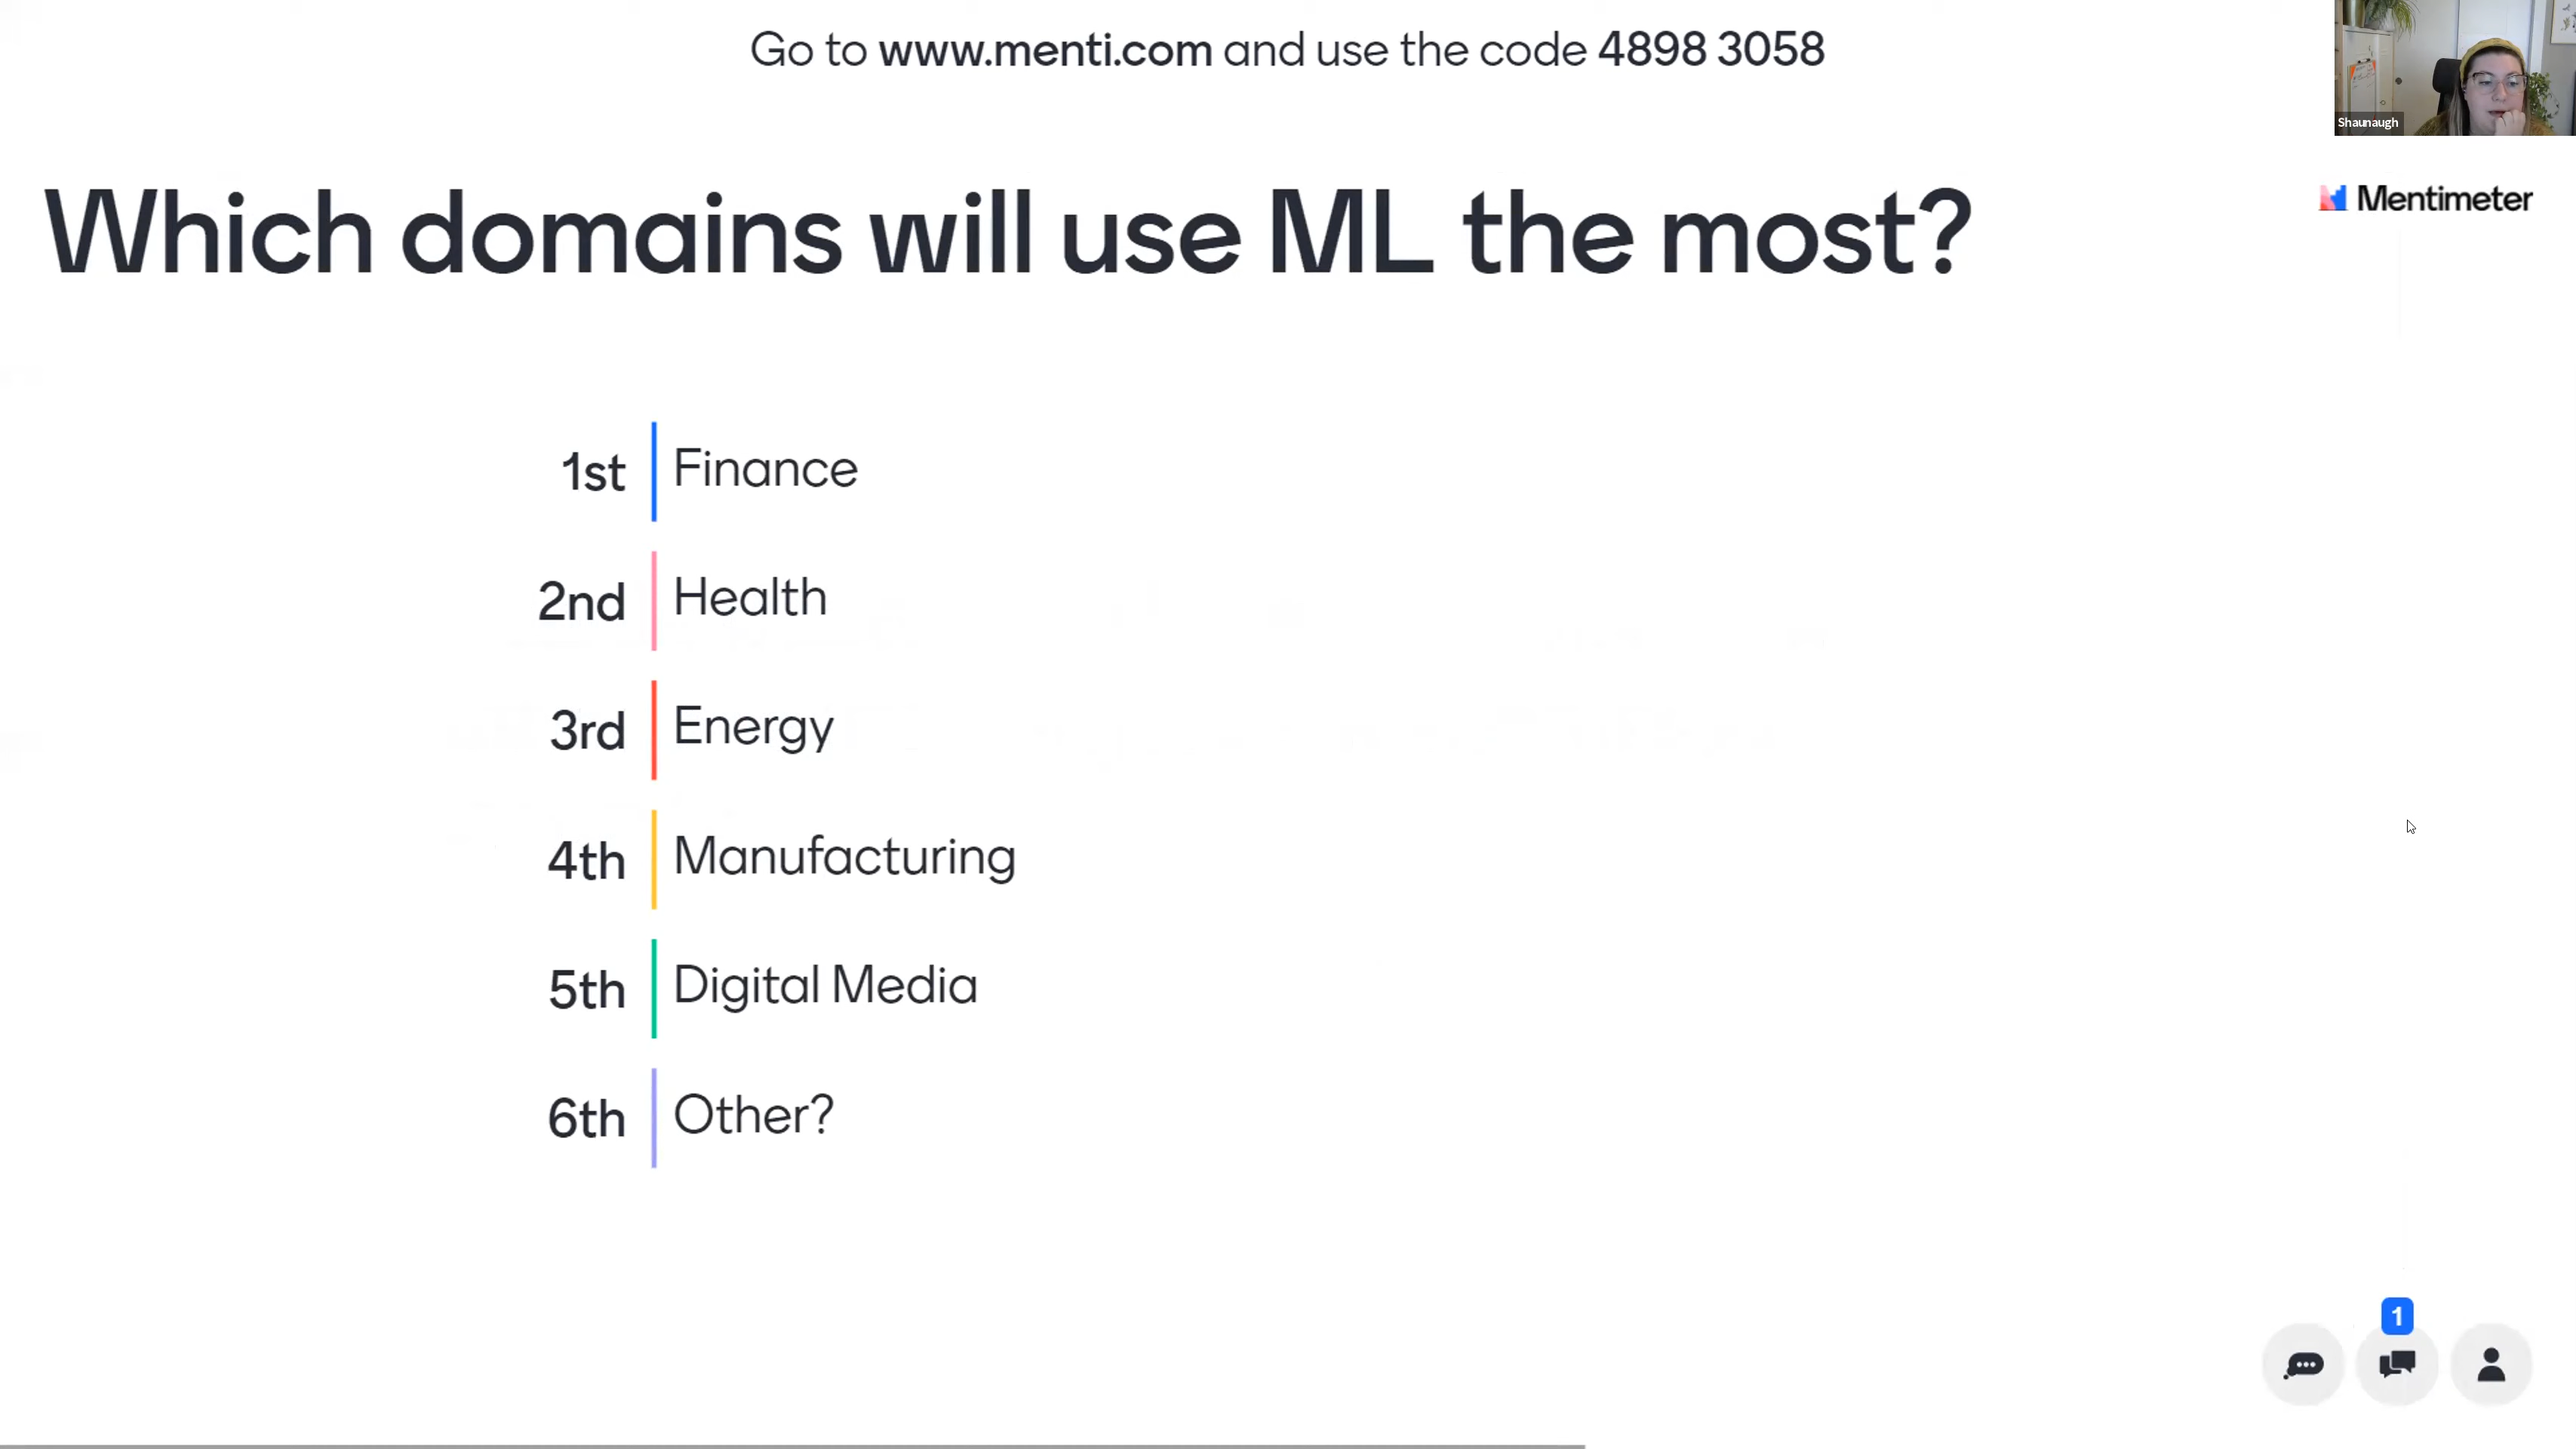 Go to www.menti.com and use the code 4898 3058
Shaunaugh
Mentimeter
Which domains will use ML the most?
1st Finance
2nd Health
3rd Energy
4th Manufacturing
5th Digital Media
6th Other?
1